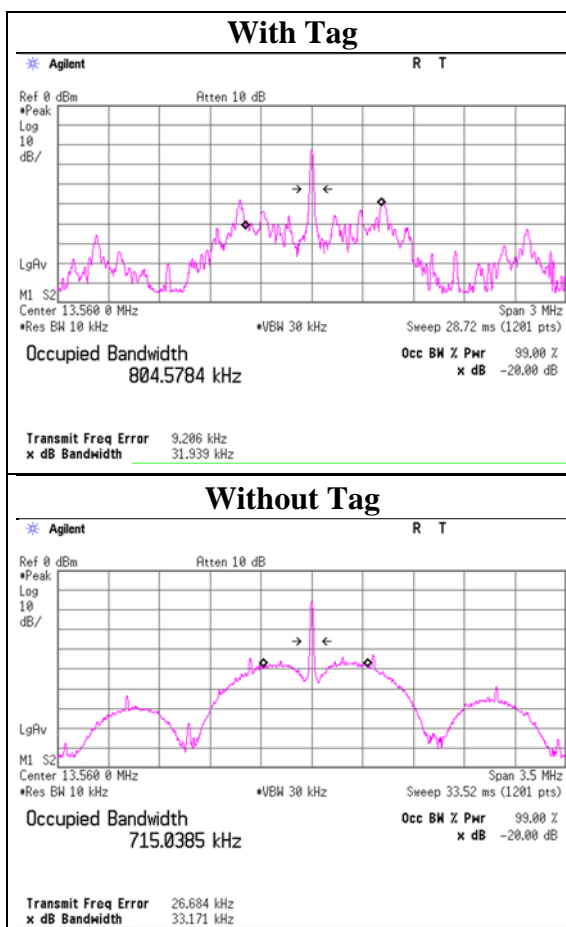 With Tag
Agilent R T
Ref 0 dBm Atten 10 dB
*Peak
Log
10
dB/
LgAv
M1 S2
Center 13.560 0 MHz Span 3 MHz
*Res BW 10 kHz *VBW 30 kHz Sweep 28.72 ms (1201 pts)
Occupied Bandwidth Occ BW % Pwr 99.00 %
804.5784 kHz x dB -20.00 dB
Transmit Freq Error 9.206 kHz
x dB Bandwidth 31.939 kHz
Without Tag
Agilent R T
Ref 0 dBm Atten 10 dB
*Peak
Log
10
dB/
LgAv
M1 S2
Center 13.560 0 MHz Span 3.5 MHz
*Res BW 10 kHz *VBW 30 kHz Sweep 33.52 ms (1201 pts)
Occupied Bandwidth Occ BW % Pwr 99.00 %
715.0385 kHz x dB -20.00 dB
Transmit Freq Error 26.684 kHz
x dB Bandwidth 33.171 kHz